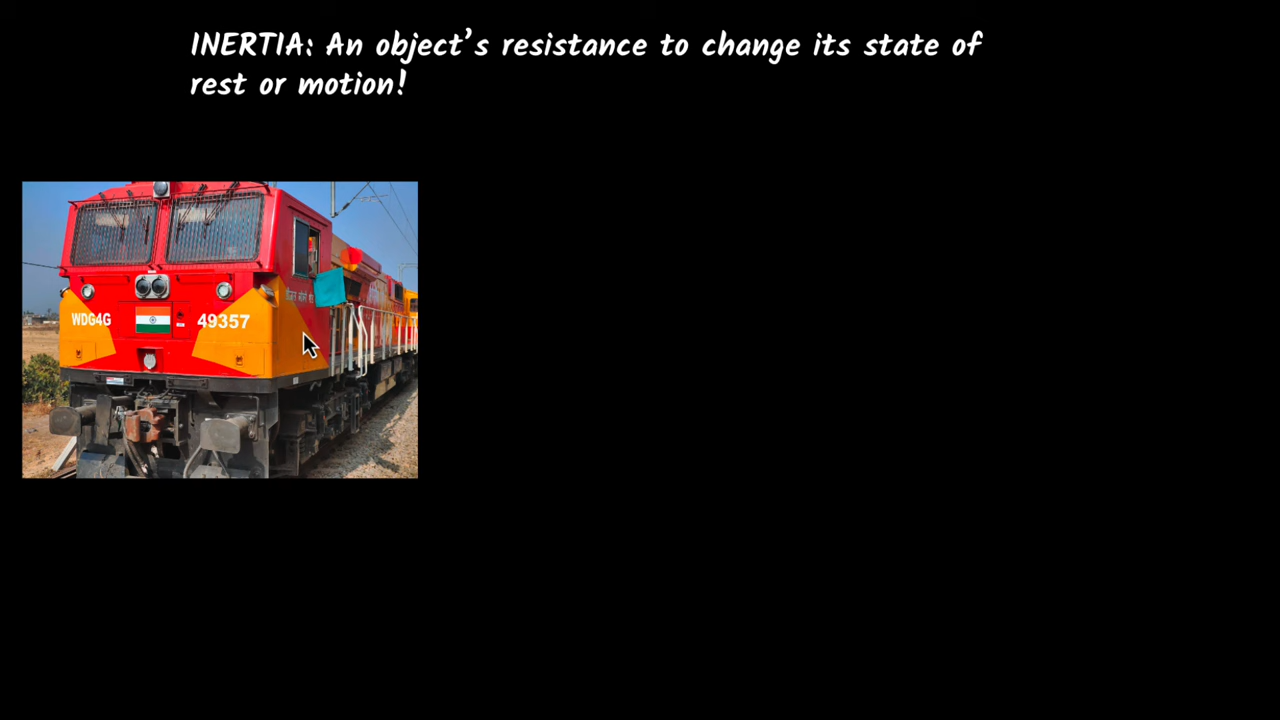 INERTIA: An object's resistance to change its state of
rest or motion!
WDG4G
49357